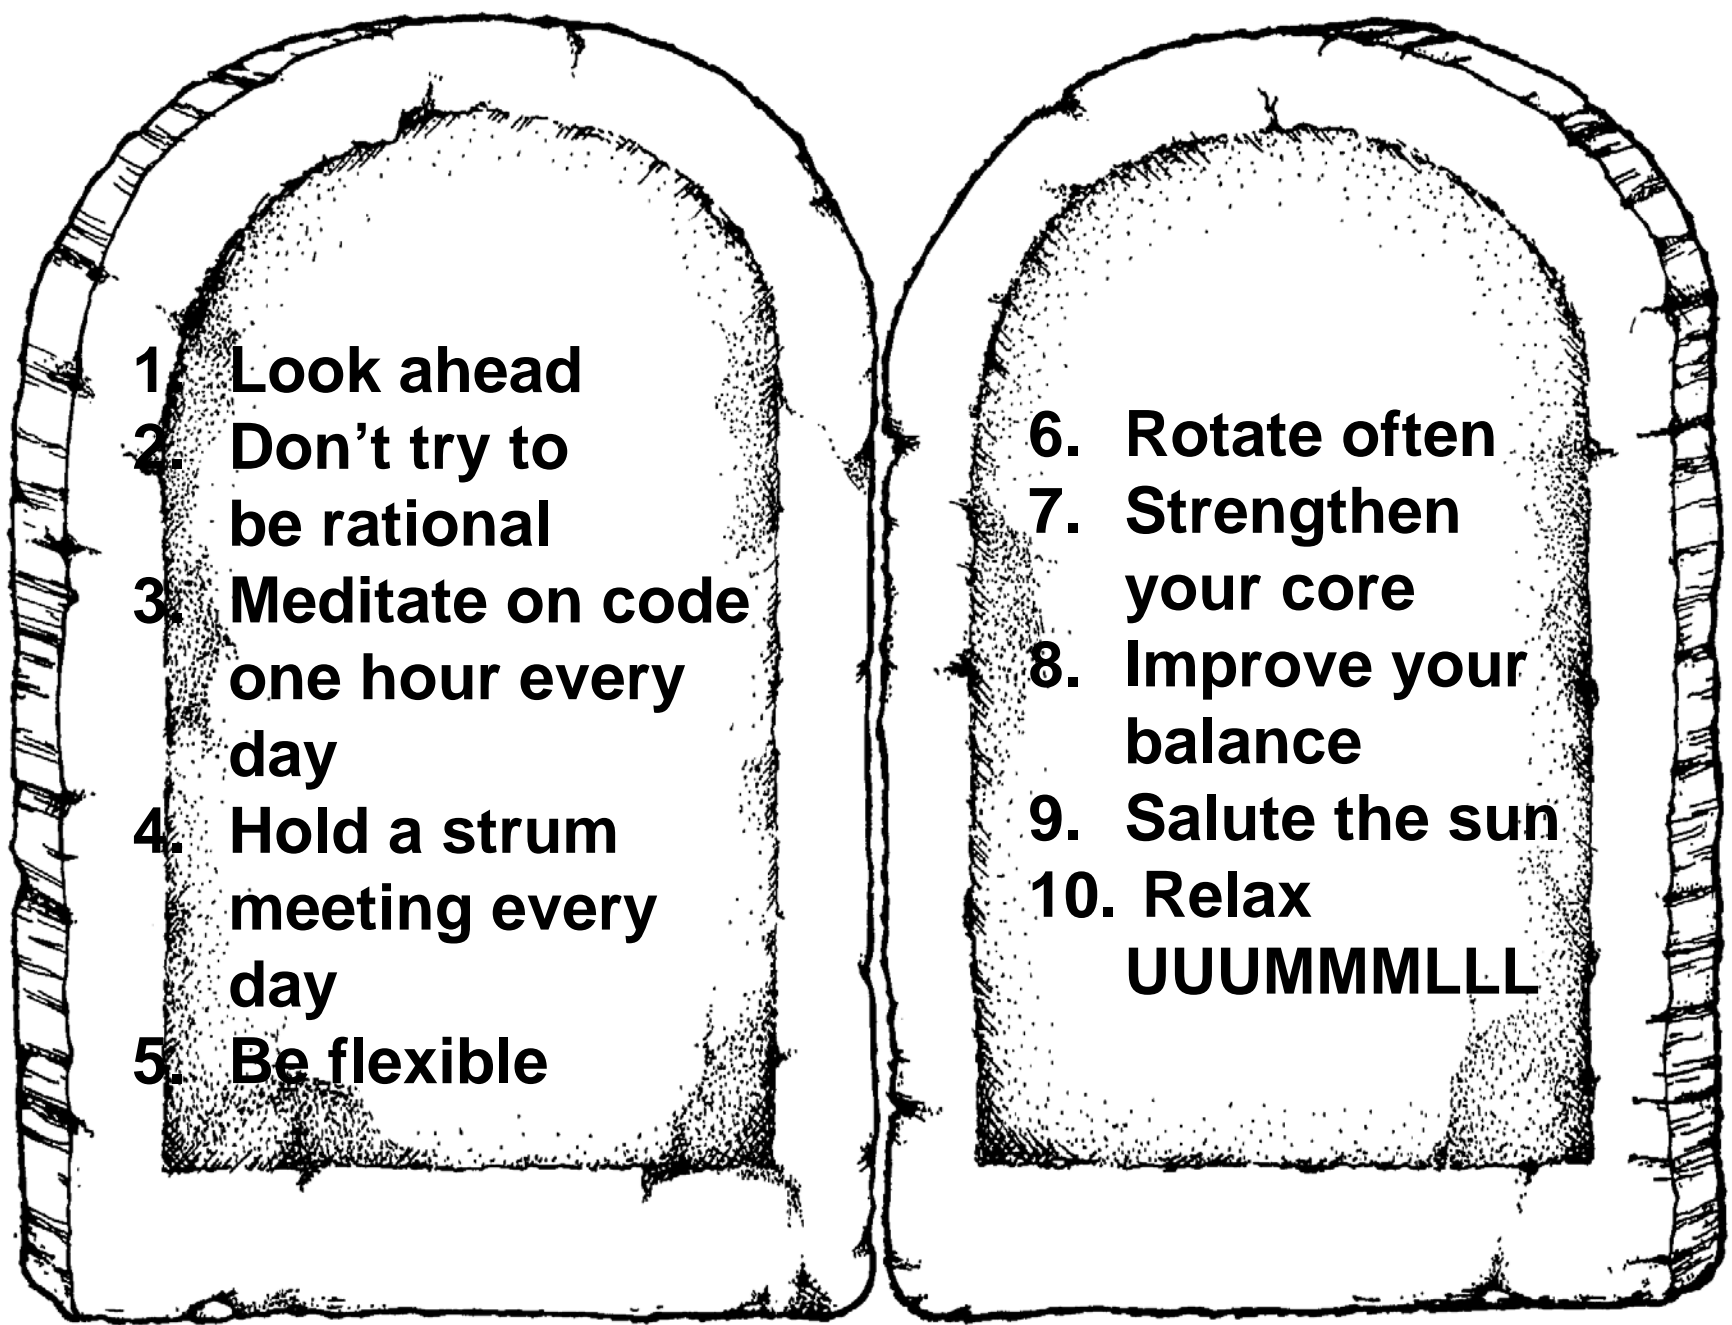 1. Look ahead
2. Don’t try to
be rational
3. Meditate on code
one hour every
day
4. Hold a strum
meeting every
day
5. Be flexible
6. Rotate often
7. Strengthen
your core
8. Improve your
balance
9. Salute the sun
10. Relax
UUUMMMLLL